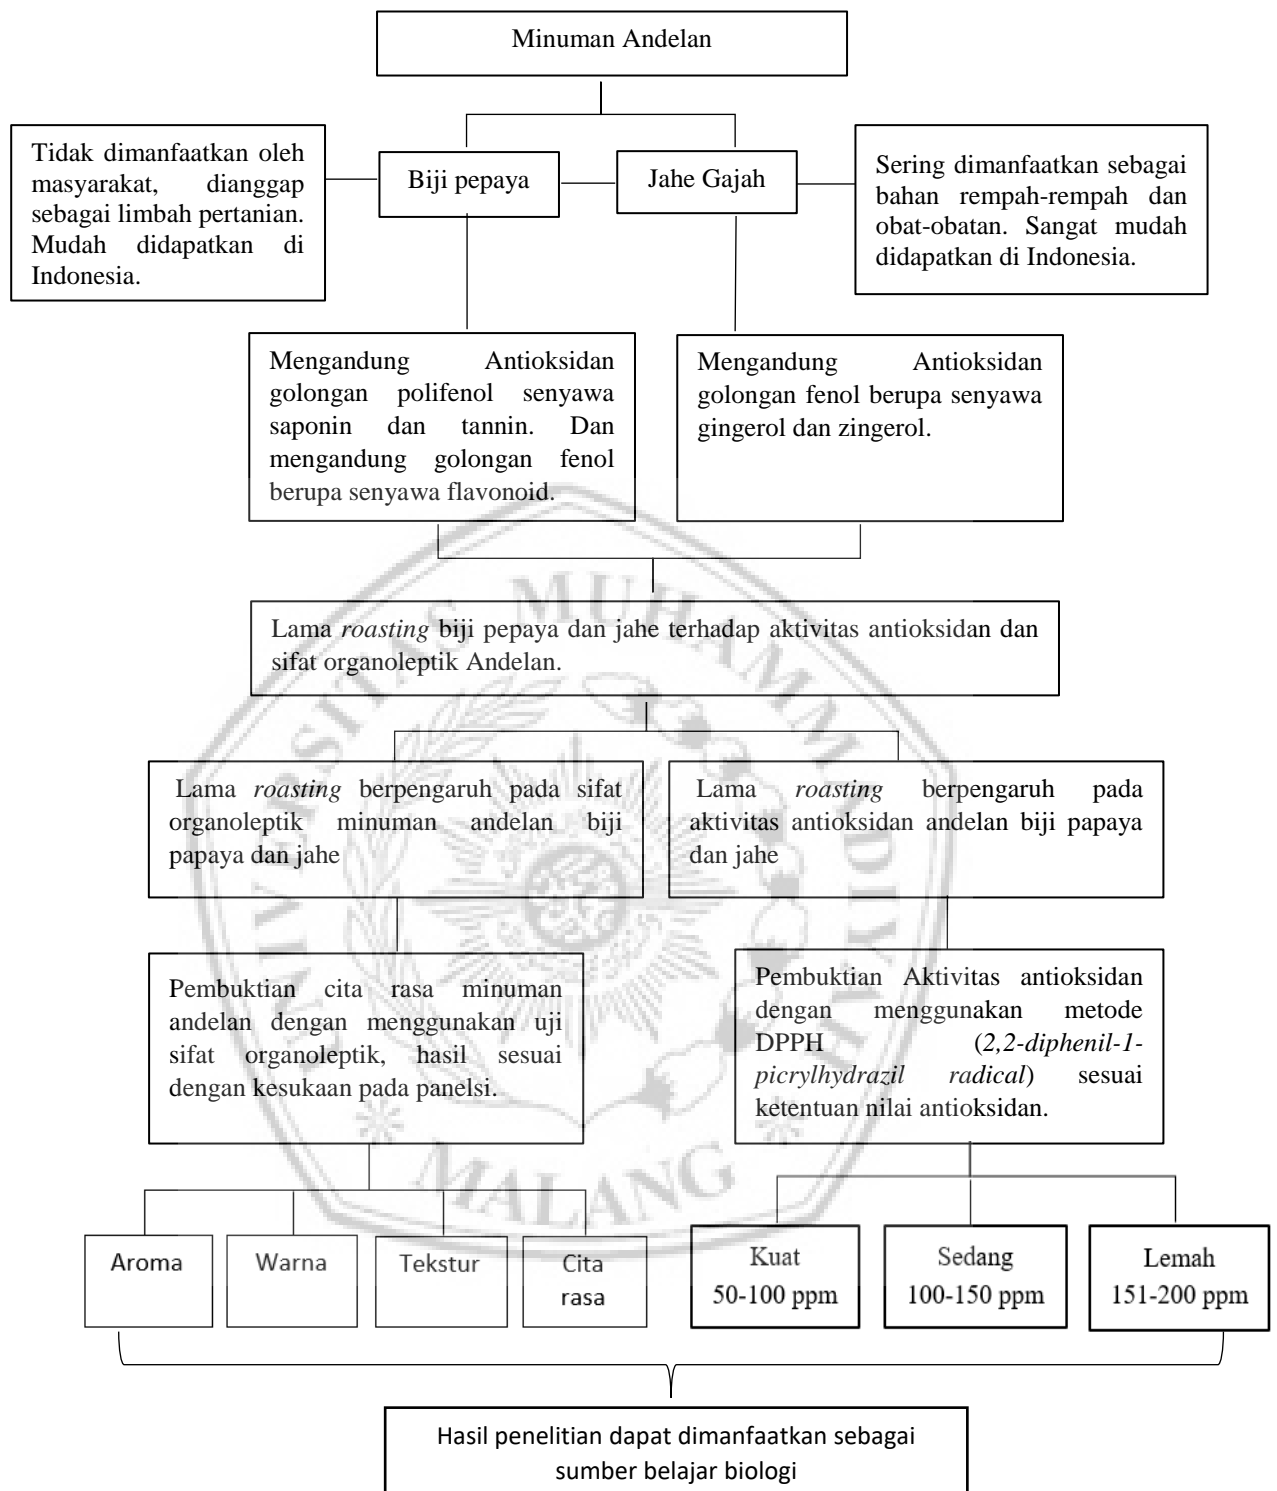 Minuman Andelan
Tidak dimanfaatkan oleh
masyarakat, dianggap
sebagai limbah pertanian.
Mudah didapatkan di
Indonesia.
Biji pepaya
Jahe Gajah
Sering dimanfaatkan sebagai
bahan rempah-rempah dan
obat-obatan. Sangat mudah
didapatkan di Indonesia.
Mengandung Antioksidan
golongan polifenol senyawa
saponin dan tannin. Dan
mengandung golongan fenol
berupa senyawa flavonoid.
Mengandung Antioksidan
golongan fenol berupa senyawa
gingerol dan zingerol.
Lama roasting biji pepaya dan jahe terhadap aktivitas antioksidan dan
sifat organoleptik Andelan.
Lama roasting berpengaruh pada sifat
organoleptik minuman andelan biji
papaya dan jahe
Lama roasting berpengaruh pada
aktivitas antioksidan andelan biji papaya
dan jahe
Pembuktian cita rasa minuman
andelan dengan menggunakan uji
sifat organoleptik, hasil sesuai
dengan kesukaan pada panelsi.
Pembuktian Aktivitas antioksidan
dengan menggunakan metode
DPPH (2,2-diphenil-1-
picrylhydrazil radical) sesuai
ketentuan nilai antioksidan.
Aroma
Warna
Tekstur
Cita
rasa
Kuat
50-100 ppm
Sedang
100-150 ppm
Lemah
151-200 ppm
Hasil penelitian dapat dimanfaatkan sebagai
sumber belajar biologi
UNIVERSITAS MUHAMMADIYAH
MALANG